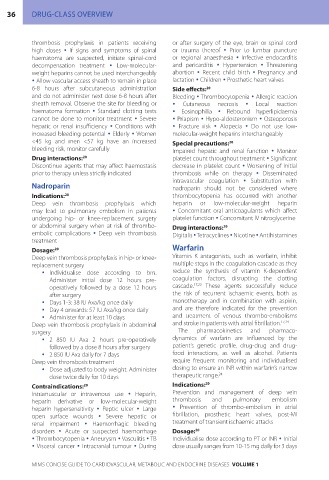 36 DRUG-CLASS OVERVIEW
thrombosis prophylaxis in patients receiving
high doses • If signs and symptoms of spinal
haematoma are suspected, initiate spinal-cord
decompensation treatment • Low-molecular-
weight heparins cannot be used interchangeably
• Allow vascular access sheath to remain in place
6-8 hours after subcutaneous administration
and do not administer next dose 6-8 hours after
sheath removal. Observe the site for bleeding or
haematoma formation • Standard clotting tests
cannot be done to monitor treatment • Severe
hepatic or renal insufficiency • Conditions with
increased bleeding potential • Elderly • Women
<45 kg and men <57 kg have an increased
bleeding risk, monitor carefully
Drug interactions:
Discontinue agents that may affect haemostasis
prior to therapy unless strictly indicated
Nadroparin
Indications:
Deep vein thrombosis prophylaxis which
may lead to pulmonary embolism in patients
undergoing hip- or knee-replacement surgery
or abdominal surgery when at risk of thrombo-
embolic complications • Deep vein thrombosis
treatment
Dosage:
Deep vein thrombosis prophylaxis in hip- or knee-
replacement surgery
• Individualise dose according to bm.
Administer initial dose 12 hours pre-
operatively followed by a dose 12 hours
after surgery
• Days 1-3: 38 IU Axa/kg once daily
• Day 4 onwards: 57 IU Axa/kg once daily
• Administer for at least 10 days
Deep vein thrombosis prophylaxis in abdominal
surgery
• 2 850 IU Axa 2 hours pre-operatively
followed by a dose 8 hours after surgery
• 2 850 IU Axa daily for 7 days
Deep vein thrombosis treatment
• Dose adjusted to body weight. Administer
dose twice daily for 10 days
Contraindications:
Intramuscular or intravenous use • Heparin,
heparin derivative or low-molecular-weight
heparin hypersensitivity • Peptic ulcer • Large
open surface wounds • Severe hepatic or
renal impairment • Haemorrhagic bleeding
disorders • Acute or suspected haemorrhage
• Thrombocytopenia • Aneurysm • Vasculitis • TB
• Visceral cancer • Intracranial tumour • During
or after surgery of the eye, brain or spinal cord
or trauma thereof • Prior to lumbar puncture
or regional anaesthesia • Infective endocarditis
and pericarditis • Hypertension • Threatening
abortion • Recent child birth • Pregnancy and
lactation • Children • Prosthetic heart valves
Side effects:
Bleeding • Thrombocytopenia • Allergic reaction
• Cutaneous necrosis • Local reaction
• Eosinophilia • Rebound hyperlipidaemia
• Priapism • Hypo-aldosteronism • Osteoporosis
• Fracture risk • Alopecia • Do not use low-
molecular-weight heparins interchangeably
Special precautions:
Impaired hepatic and renal function • Monitor
platelet count throughout treatment • Significant
decrease in platelet count • Worsening of initial
thrombosis while on therapy • Disseminated
intravascular coagulation • Substitution with
nadroparin should not be considered where
thrombocytopenia has occurred with another
heparin or low-molecular-weight heparin
• Concomitant oral anticoagulants which affect
platelet function • Concomitant IV nitroglycerine
Drug interactions:
Digitalis • Tetracyclines • Nicotine • Antihistamines
Warfarin
Vitamin K antagonists, such as warfarin, inhibit
multiple steps in the coagulation cascade as they
reduce the synthesis of vitamin K-dependent
coagulation factors, disrupting the clotting
cascade. These agents successfully reduce
the risk of recurrent ischaemic events, both as
monotherapy and in combination with aspirin,
and are therefore indicated for the prevention
and treatment of venous thrombo-embolisms
and stroke in patients with atrial fibrillation.
The pharmacokinetics and pharmaco-
dynamics of warfarin are influenced by the
patient's genetic profile, drug-drug and drug-
food interactions, as well as alcohol. Patients
require frequent monitoring and individualised
dosing to ensure an INR within warfarin's narrow
therapeutic range.
Indications:
Prevention and management of deep vein
thrombosis and pulmonary embolism
• Prevention of thrombo-embolism in atrial
fibrillation, prosthetic heart valves, post-MI
treatment of transient ischaemic attacks
Dosage:
Individualise dose according to PT or INR • Initial
dose usually ranges from 10-15 mg daily for 3 days
MIMS CONCISE GUIDE TO CARDIOVASCULAR, METABOLIC AND ENDOCRINE DISEASES VOLUME 1